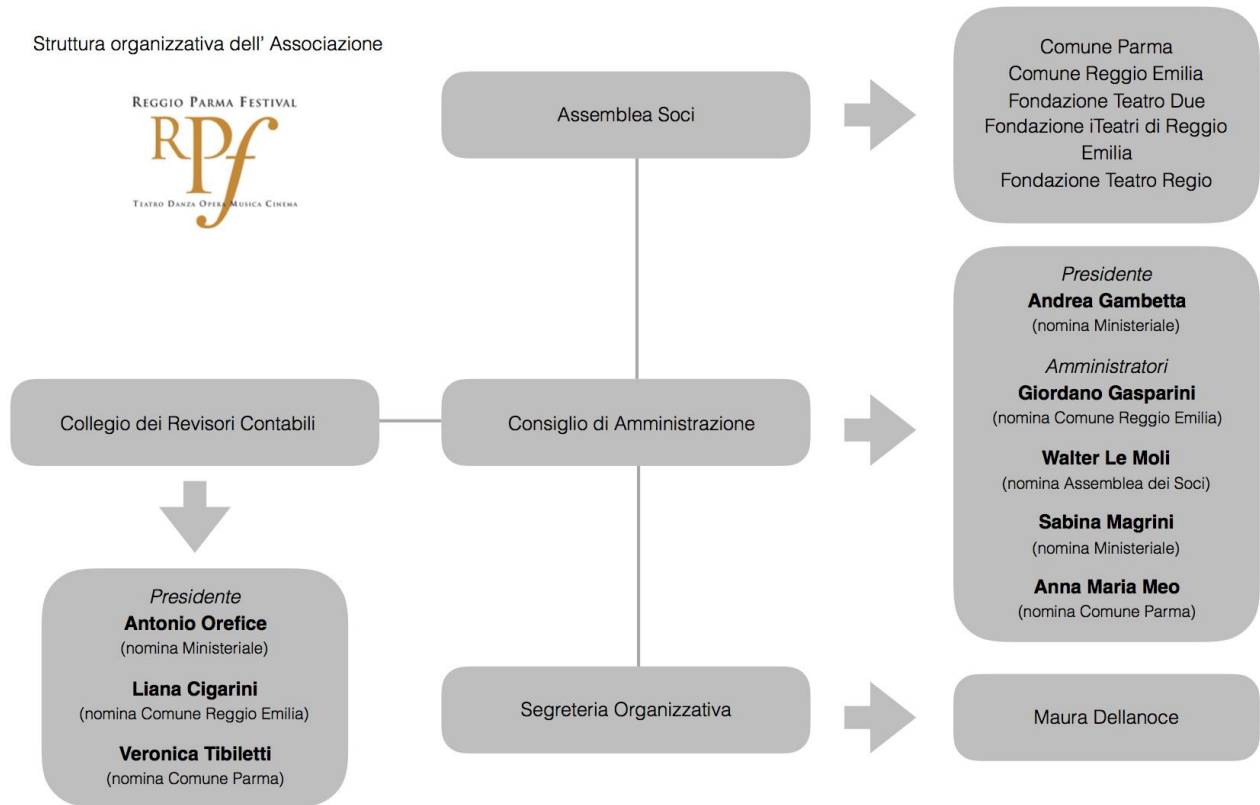 Struttura organizzativa dell' Associazione
REGGIO PARMA FESTIVAL
RPf
TEATRO DANZA OPERA MUSICA CINEMA
Assemblea Soci
Comune Parma
Comune Reggio Emilia
Fondazione Teatro Due
Fondazione iTeatri di Reggio
Emilia
Fondazione Teatro Regio
Collegio dei Revisori Contabili
Consiglio di Amministrazione
Presidente
Andrea Gambetta
(nomina Ministeriale)
Amministratori
Giordano Gasparini
(nomina Comune Reggio Emilia)
Walter Le Moli
(nomina Assemblea dei Soci)
Sabina Magrini
(nomina Ministeriale)
Anna Maria Meo
(nomina Comune Parma)
Presidente
Antonio Orefice
(nomina Ministeriale)
Liana Cigarini
(nomina Comune Reggio Emilia)
Veronica Tibiletti
(nomina Comune Parma)
Segreteria Organizzativa
Maura Dellanoce